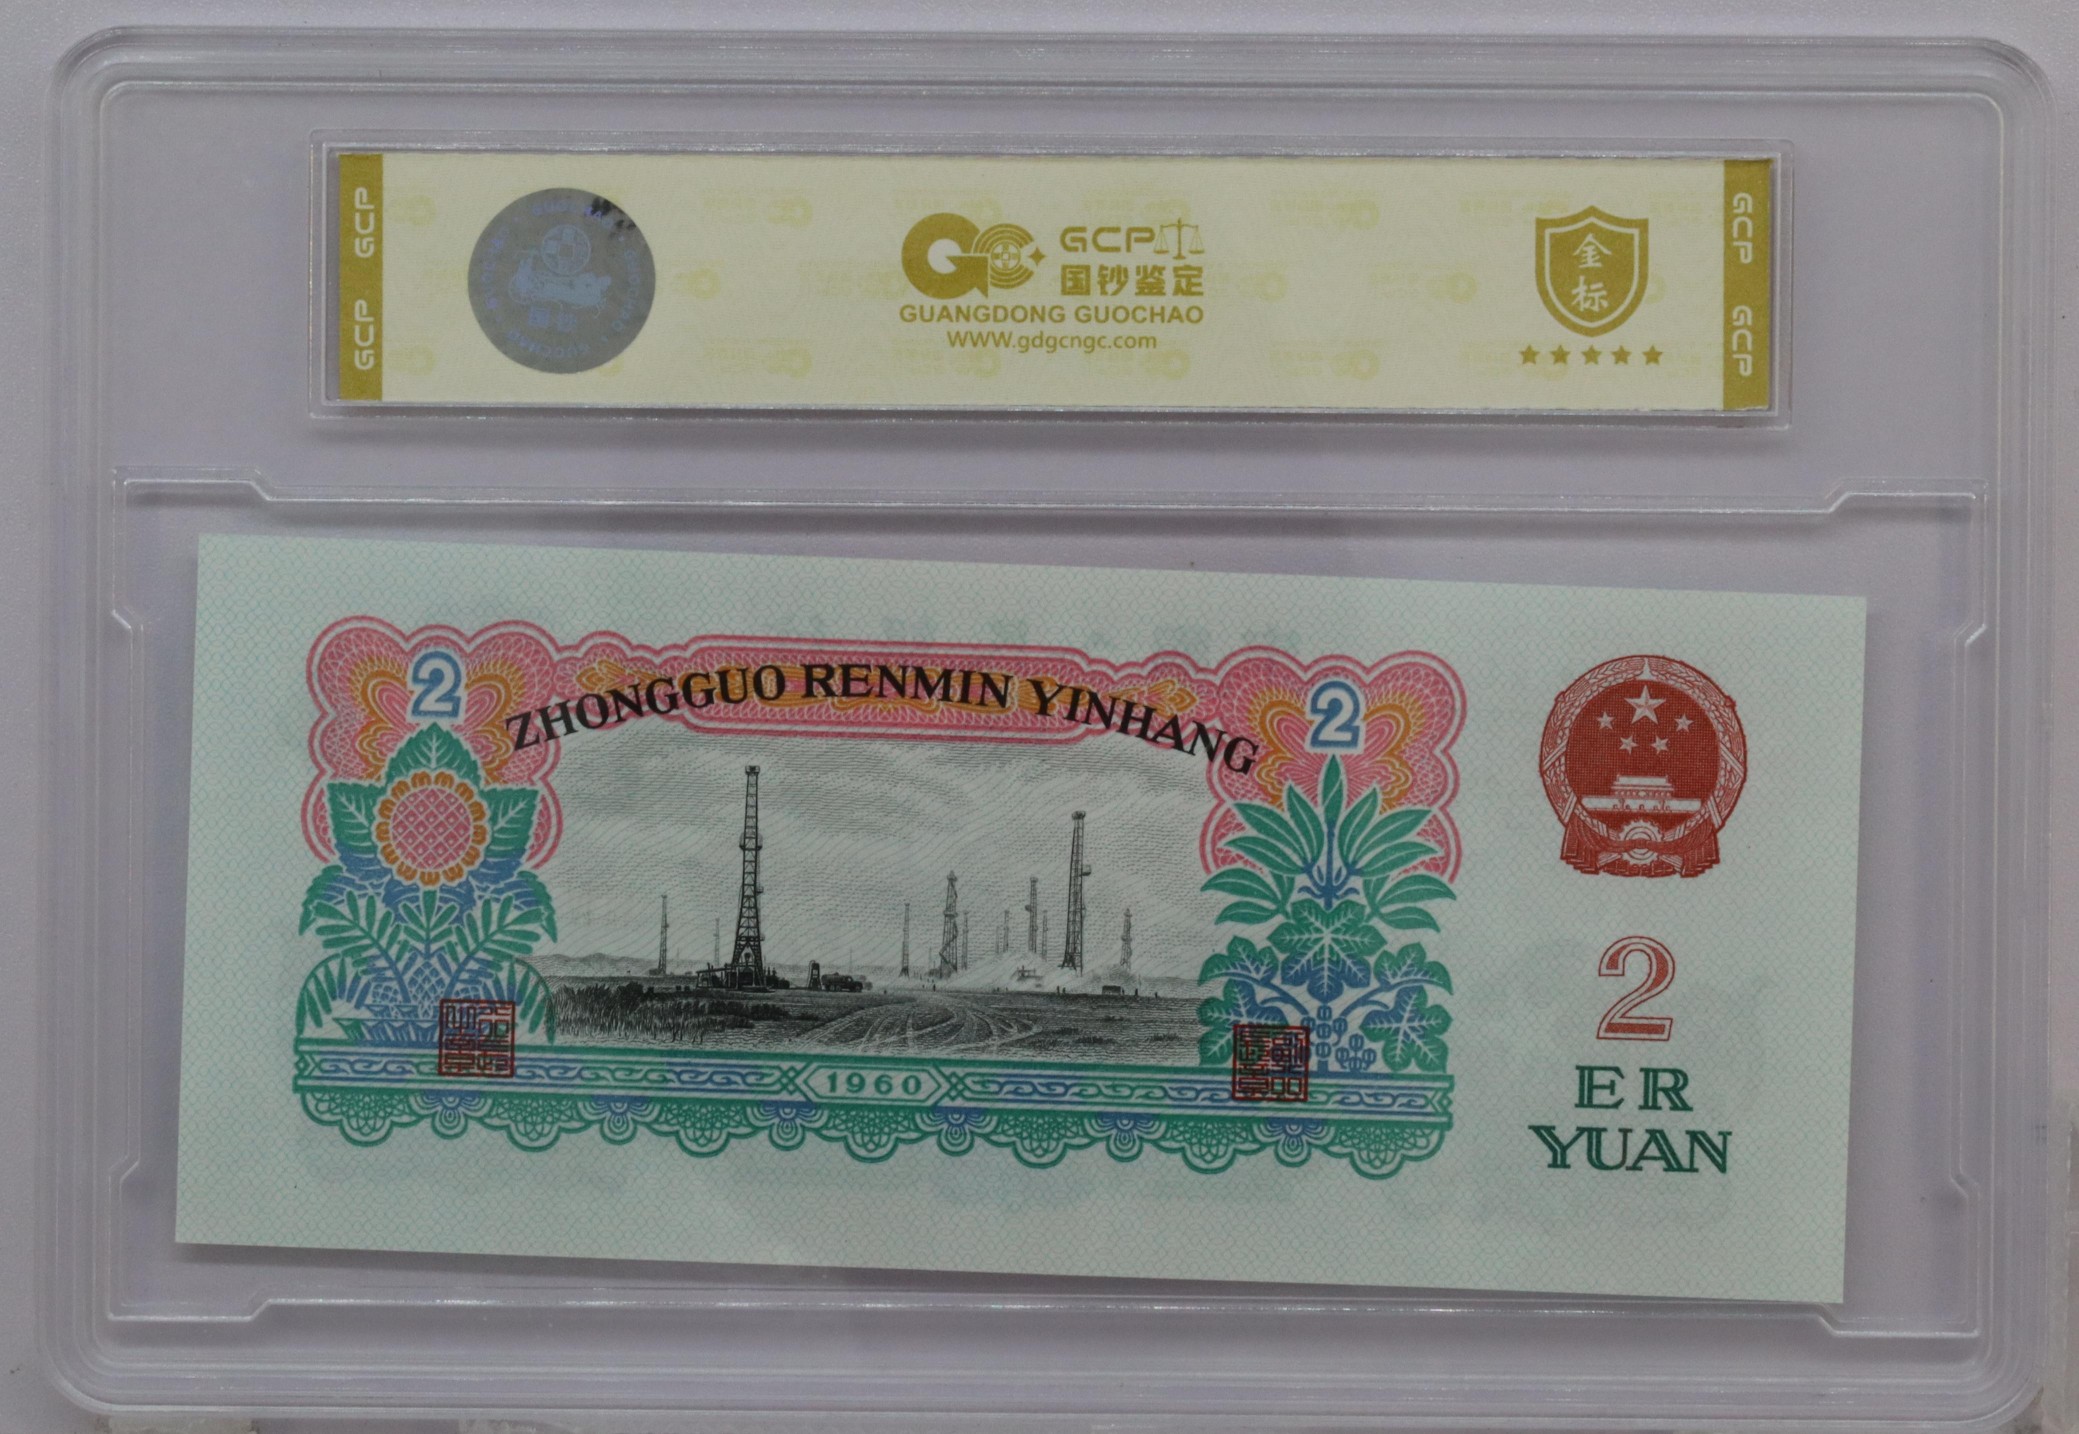 GCP GCP
GCP
国钞鉴定
GUANGDONG GUOCHAO
WWW.gdgcngc.com
金标
GCP GCP
2
ZHONGGUO RENMIN YINHANG
2
1960
2
ER
YUAN